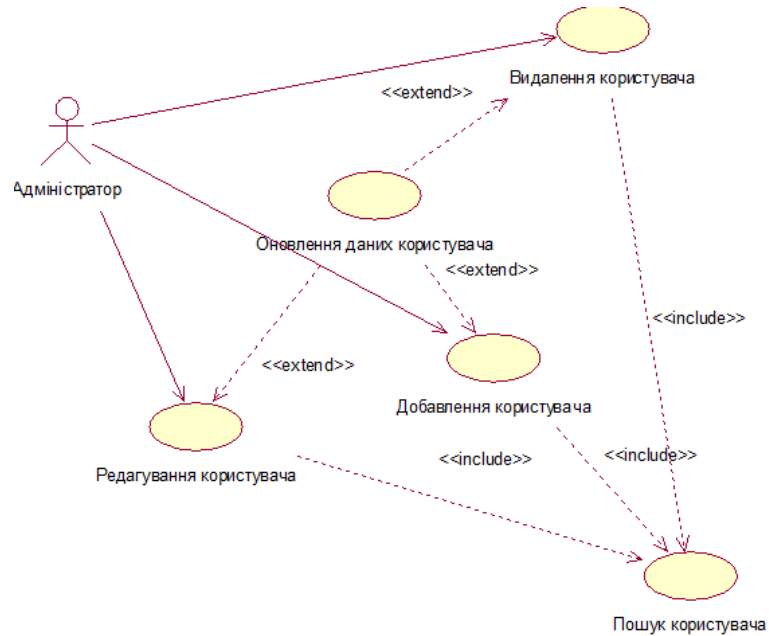 Видалення користувача
<<extend>>
Адміністратор
Оновлення даних користувача
<<extend>>
<<include>>
<<extend>>
Добавлення користувача
<<include>>
<<include>>
Редагування користувача
Пошук користувача